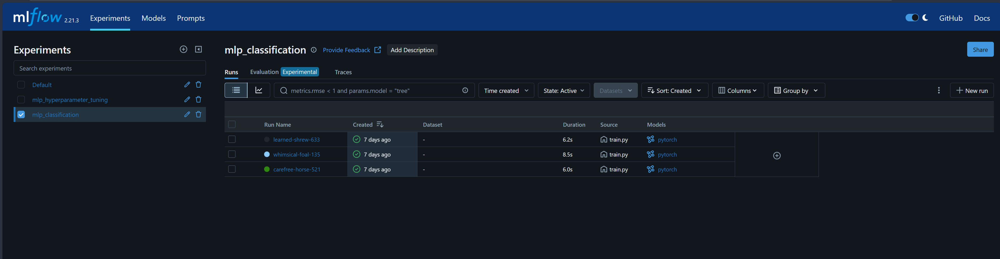 mlflow 2.21.3 Experiments Models Prompts GitHub Docs
Experiments
Search experiments
Default
mlp_hyperparameter_tuning
mlp_classification
mlp_classification Provide Feedback Add Description Share
Runs Evaluation Experimental Traces
metrics.rmse < 1 and params.model = "tree" Time created State: Active Datasets Sort: Created Columns Group by New run
Run Name Created Dataset Duration Source Models
learned-shrew-633 7 days ago - 6.2s train.py pytorch
whimsical-foal-135 7 days ago - 8.5s train.py pytorch
carefree-horse-521 7 days ago - 6.0s train.py pytorch